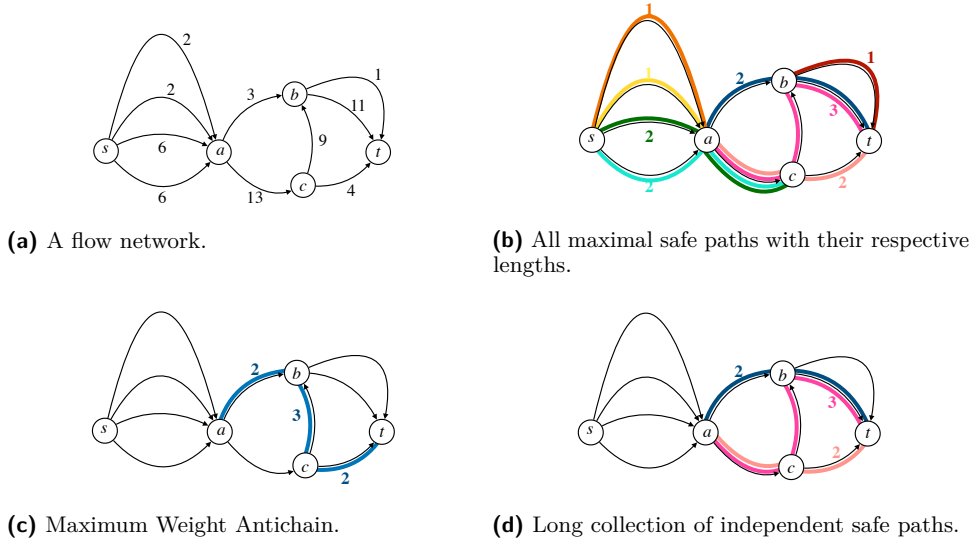 2
2
6
6
3
13
9
1
11
4
s
a
b
c
t
(a) A flow network.
1
1
2
2
2
3
1
2
s
a
b
c
t
(b) All maximal safe paths with their respective
lengths.
2
3
2
s
a
b
c
t
(c) Maximum Weight Antichain.
2
3
2
s
a
b
c
t
(d) Long collection of independent safe paths.